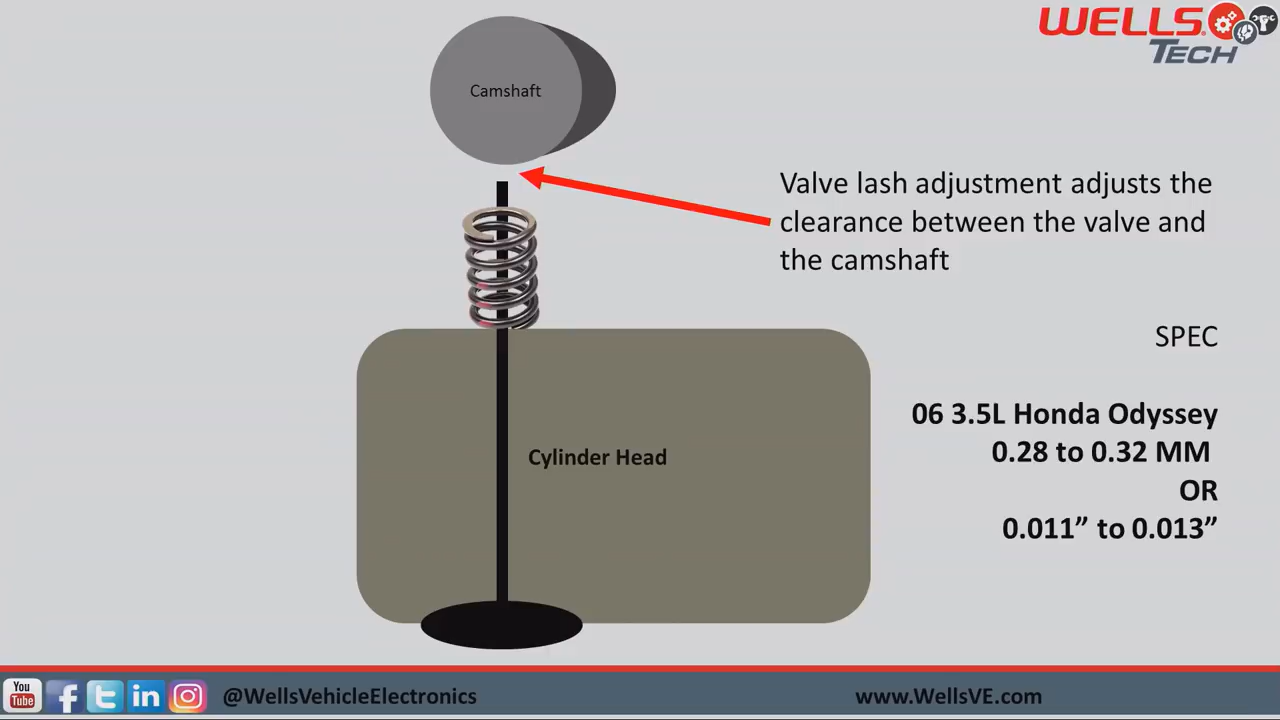 WELLS
TECH
Camshaft
Valve lash adjustment adjusts the
clearance between the valve and
the camshaft
SPEC
06 3.5L Honda Odyssey
0.28 to 0.32 MM
OR
0.011” to 0.013”
Cylinder Head
You
Tube
@WellsVehicleElectronics
www.WellsVE.com